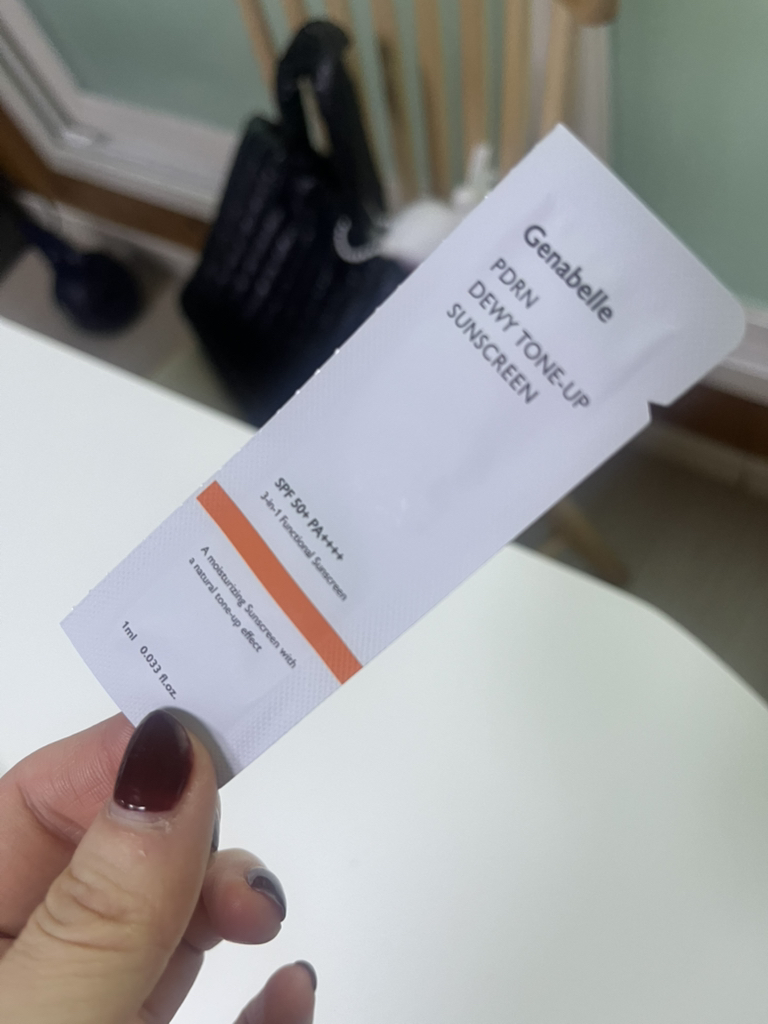 Genabelle
PDRN
DEWY TONE-UP
SUNSCREEN
SPF 50+ PA++++
3-in-1 Functional Sunscreen
A moisturizing Sunscreen with
a natural tone-up effect
1ml 0.033 fl.oz.